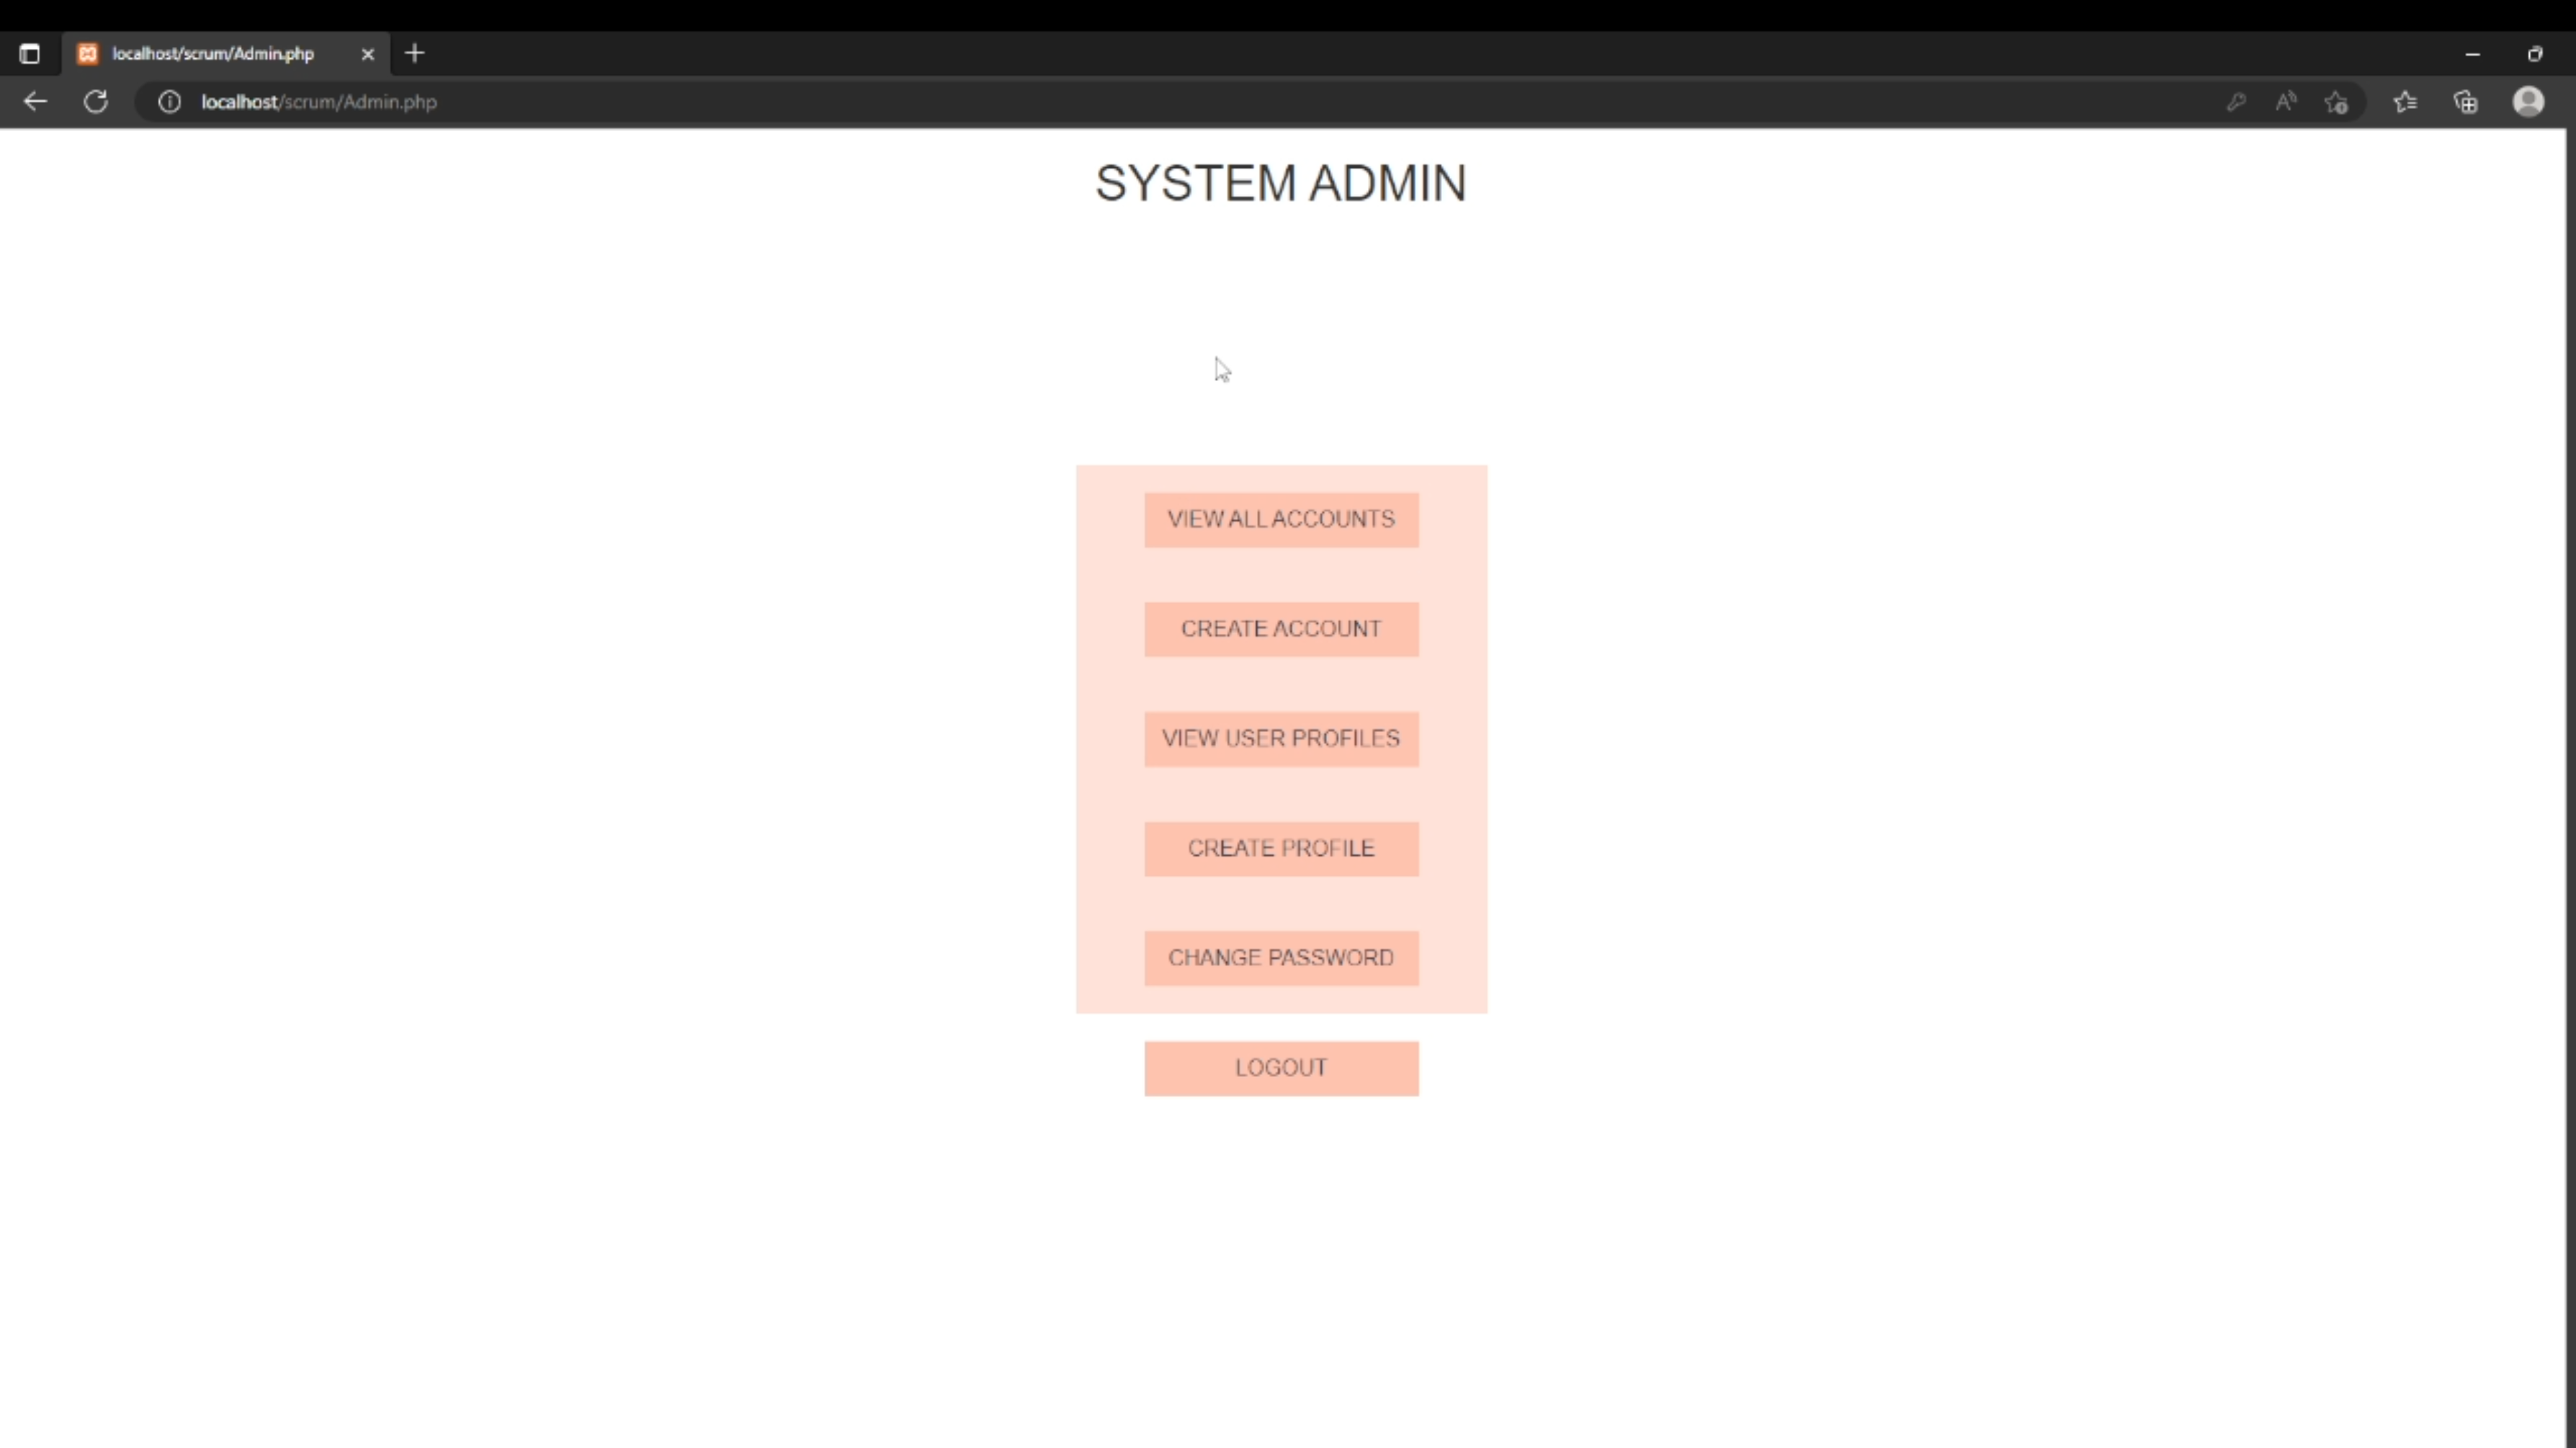 localhost/scrum/Admin.php
localhost/scrum/Admin.php
SYSTEM ADMIN
VIEW ALL ACCOUNTS
CREATE ACCOUNT
VIEW USER PROFILES
CREATE PROFILE
CHANGE PASSWORD
LOGOUT